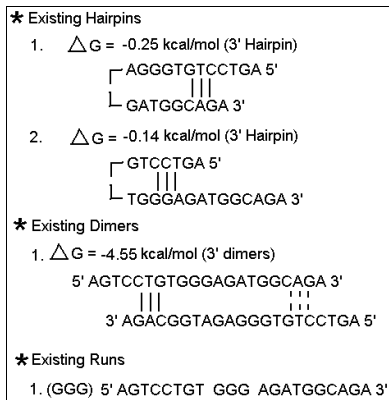 * Existing Hairpins
1. △G = -0.25 kcal/mol (3' Hairpin)
AGGGTGTCCTGA 5'
GATGGCAGA 3'
2. △G = -0.14 kcal/mol (3' Hairpin)
GTCCTGA 5'
TGGGAGATGGCAGA 3'
* Existing Dimers
1. △G = -4.55 kcal/mol (3' dimers)
5' AGTCCTGTGGGAGATGGCAGA 3'
3' AGACGGTAGAGGGTGTCCTGA 5'
* Existing Runs
1. (GGG) 5' AGTCCTGT GGG AGATGGCAGA 3'